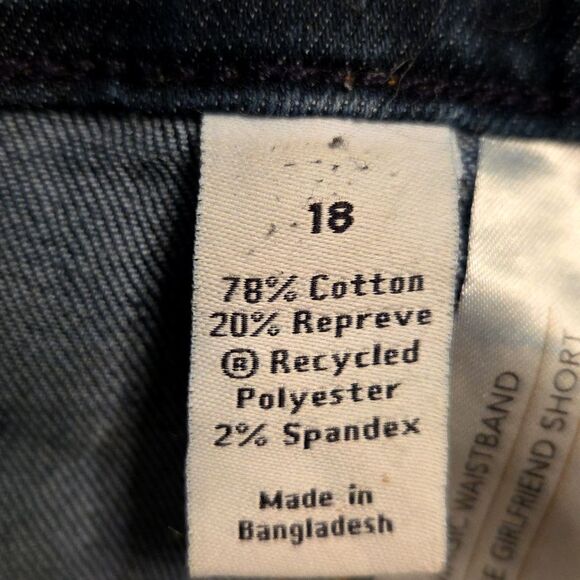 18
78% Cotton
20% Repreve
® Recycled
Polyester
2% Spandex
Made in
Bangladesh
WAISTBAND
GIRLFRIEND SHORT